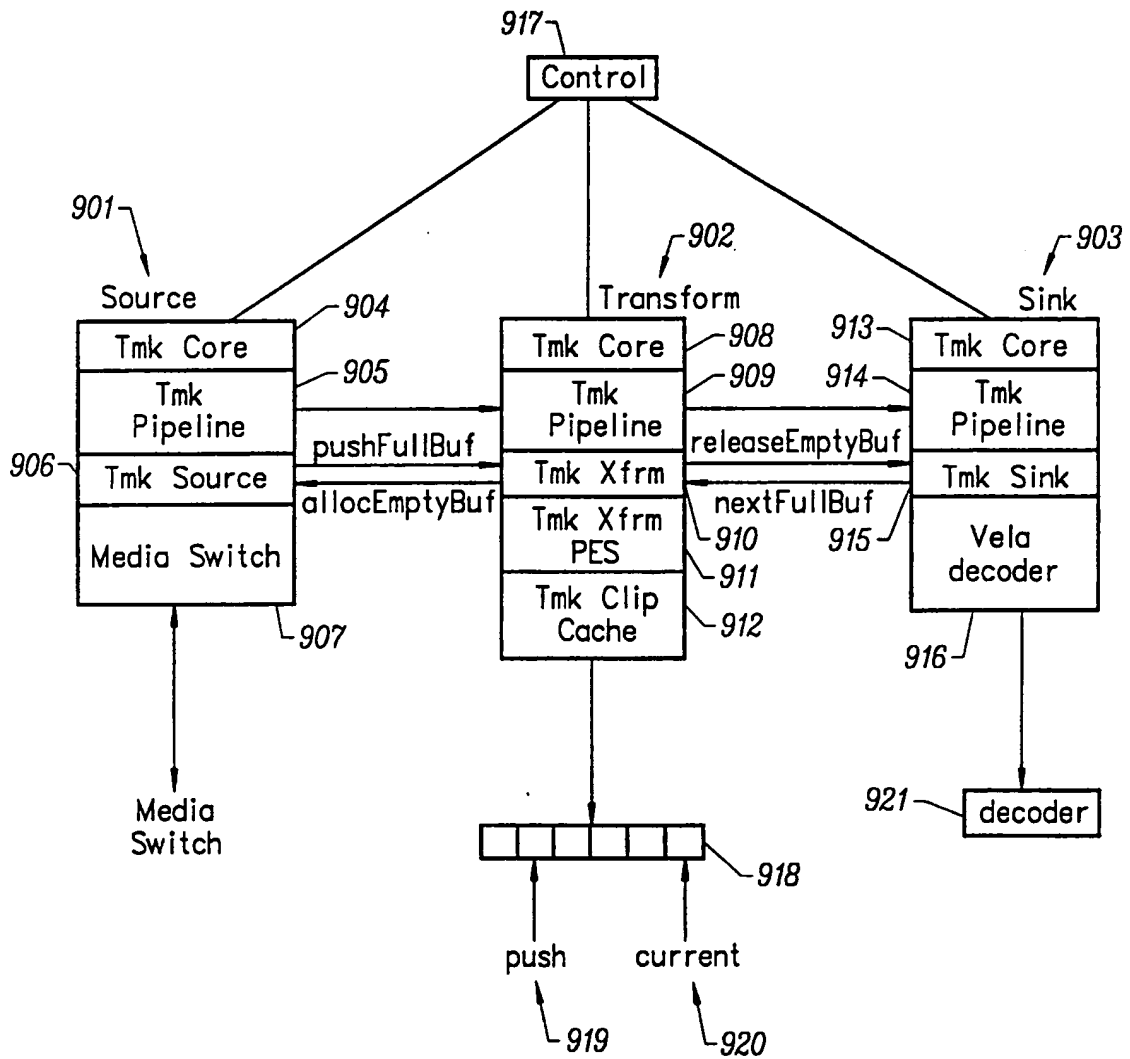 917
Control
901
902
903
Source
Transform
Sink
904
908
913
Tmk Core
Tmk Core
Tmk Core
905
909
914
Tmk
Pipeline
Tmk
Pipeline
Tmk
Pipeline
pushFullBuf
releaseEmptyBuf
906
Tmk Source
Tmk Xfrm
Tmk Sink
allocEmptyBuf
nextFullBuf
910
915
Media Switch
Tmk Xfrm
PES
Vela
decoder
911
Tmk Clip
Cache
912
907
916
Media
Switch
921
decoder
918
push
current
919
920